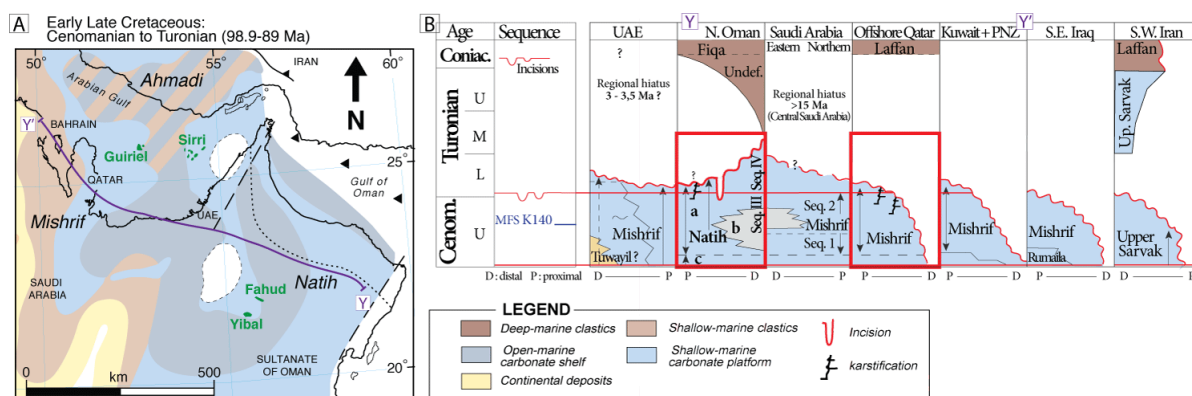 A
Early Late Cretaceous:
Cenomanian to Turonian (98.9-89 Ma)
50°
55°
IRAN
Ahmadi
Arabian Gulf
N
Y'
BAHRAIN
Guiriel
Sirri
25°
QATAR
Gulf of
Oman
Mishrif
UAE
SAUDI
ARABIA
Natih
Fahud
Y
Yibal
SULTANATE
OF OMAN
20°
0
km
500
B
Y
Y'
Age
Sequence
UAE
N. Oman
Saudi Arabia
Eastern Northern
Offshore Qatar
Kuwait + PNZ
S.E. Iraq
S.W. Iran
Coniac.
Incisions
?
Fiqa
Laffan
Laffan
Undef.
Regional hiatus
3 - 3,5 Ma ?
Regional hiatus
>15 Ma
(Central Saudi Arabia)
Turonian
U
M
L
Up. Sarvak
?
Seq. IV
?
Cenom.
U
MFS K140
Mishrif
Tuwayil ?
a
Natih
b
c
Seq. III
Seq. 2
Mishrif
Seq. 1
Mishrif
Mishrif
Mishrif
Rumaila
Upper
Sarvak
D : distal P : proximal
D P
P D
D P
P D
P D
D
LEGEND
Deep-marine clastics
Shallow-marine clastics
Incision
Open-marine
carbonate shelf
Shallow-marine
carbonate platform
karstification
Continental deposits